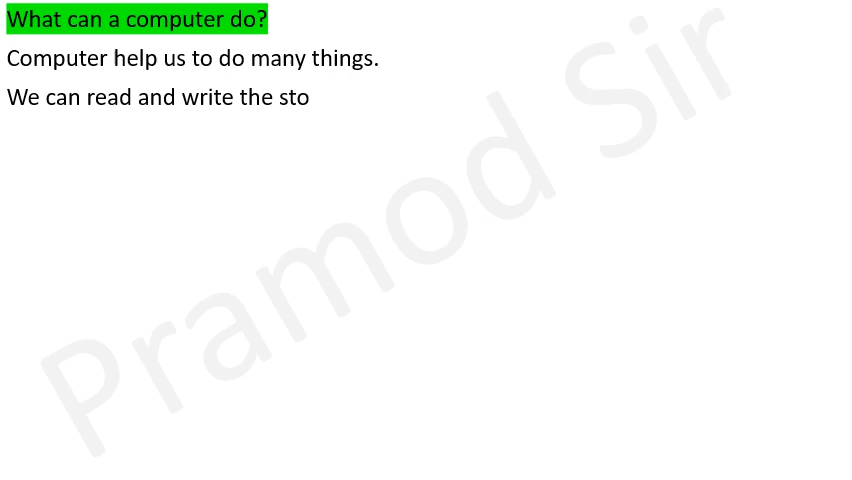 What can a computer do?
Computer help us to do many things.
We can read and write the sto
Pramod Sir